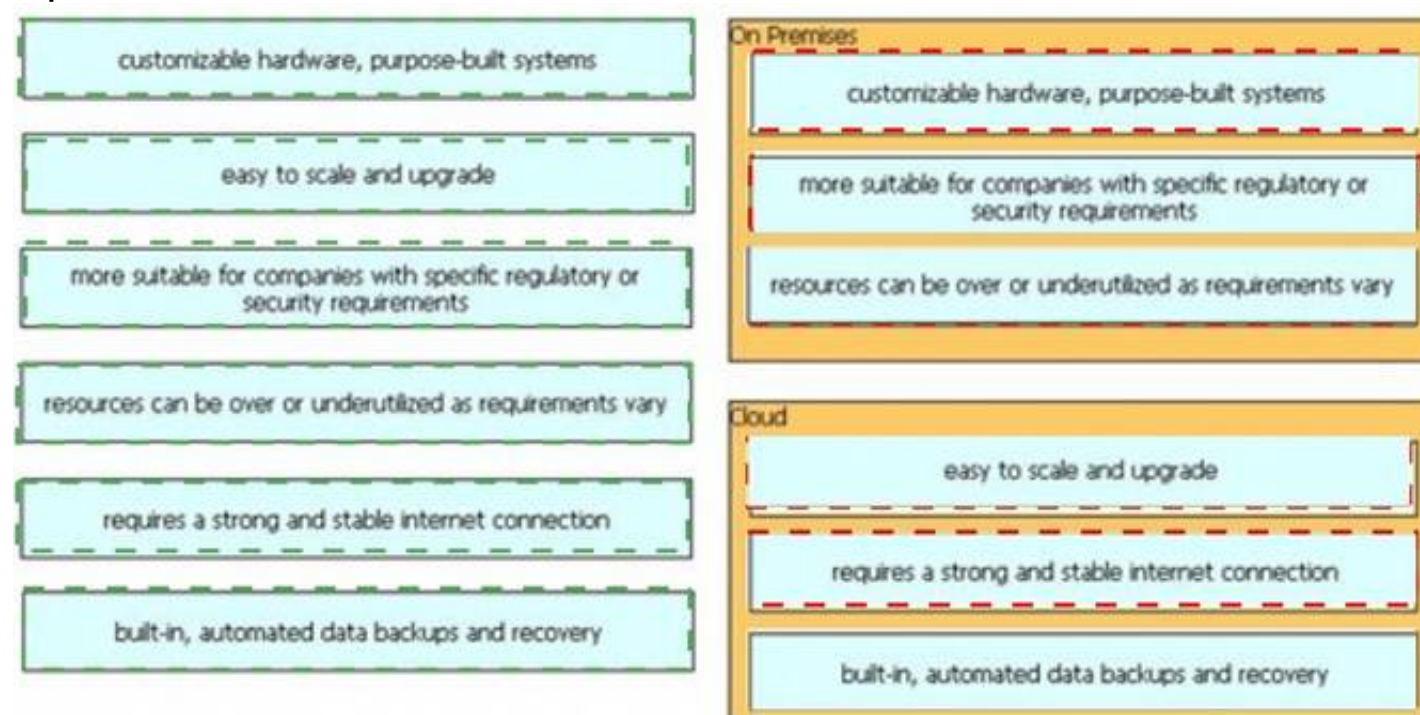 customizable hardware, purpose-built systems
easy to scale and upgrade
more suitable for companies with specific regulatory or
security requirements
resources can be over or underutilized as requirements vary
requires a strong and stable internet connection
built-in, automated data backups and recovery
On Premises
customizable hardware, purpose-built systems
more suitable for companies with specific regulatory or
security requirements
resources can be over or underutilized as requirements vary
Cloud
easy to scale and upgrade
requires a strong and stable internet connection
built-in, automated data backups and recovery